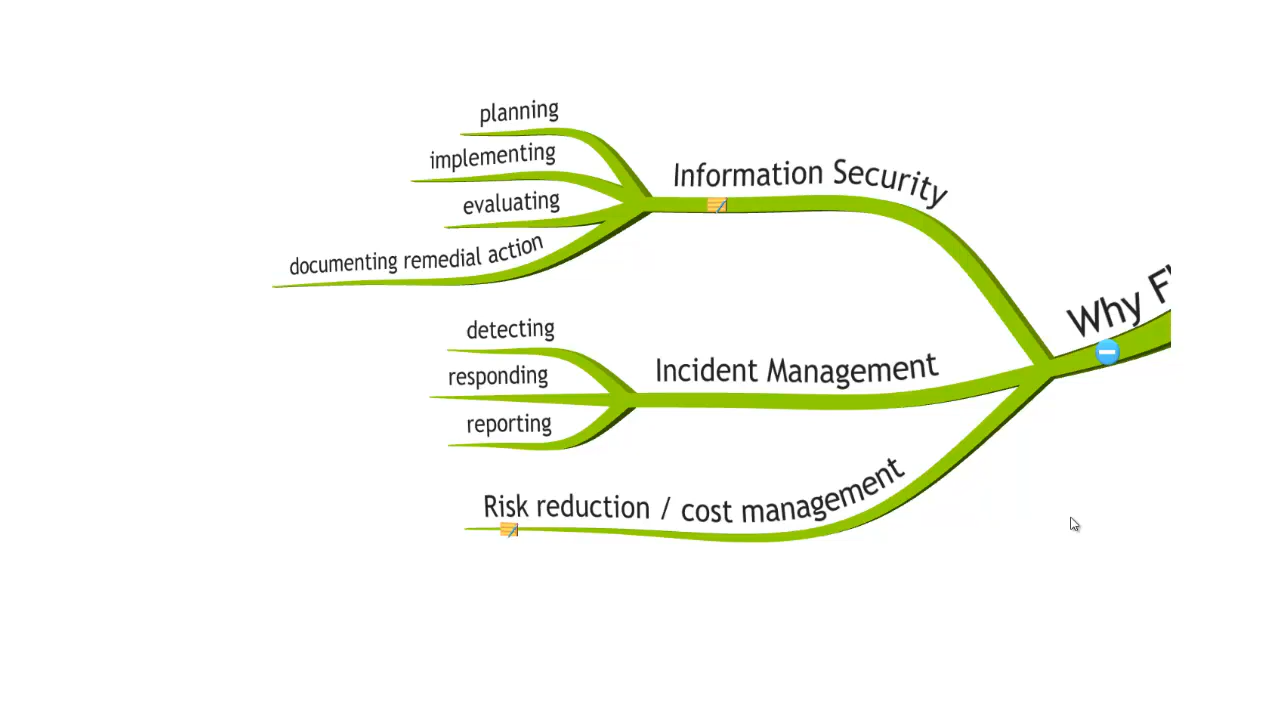 planning
implementing
evaluating
documenting remedial action
Information Security
detecting
responding
reporting
Incident Management
Risk reduction / cost management
Why